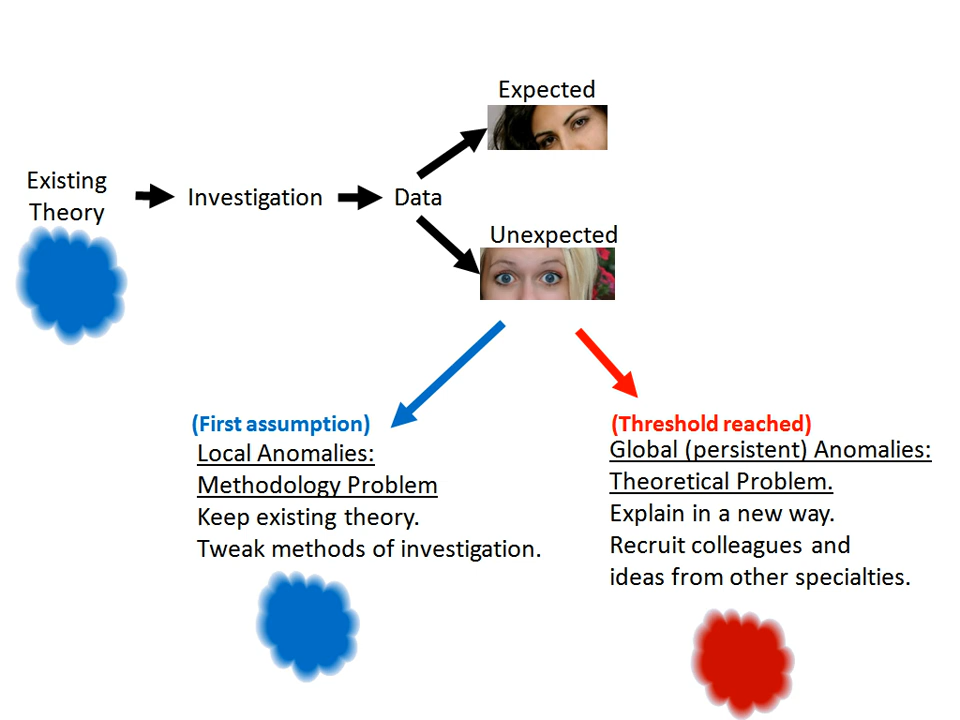 Expected
Existing
Theory
Investigation
Data
Unexpected
(First assumption)
Local Anomalies:
Methodology Problem
Keep existing theory.
Tweak methods of investigation.
(Threshold reached)
Global (persistent) Anomalies:
Theoretical Problem.
Explain in a new way.
Recruit colleagues and
ideas from other specialties.